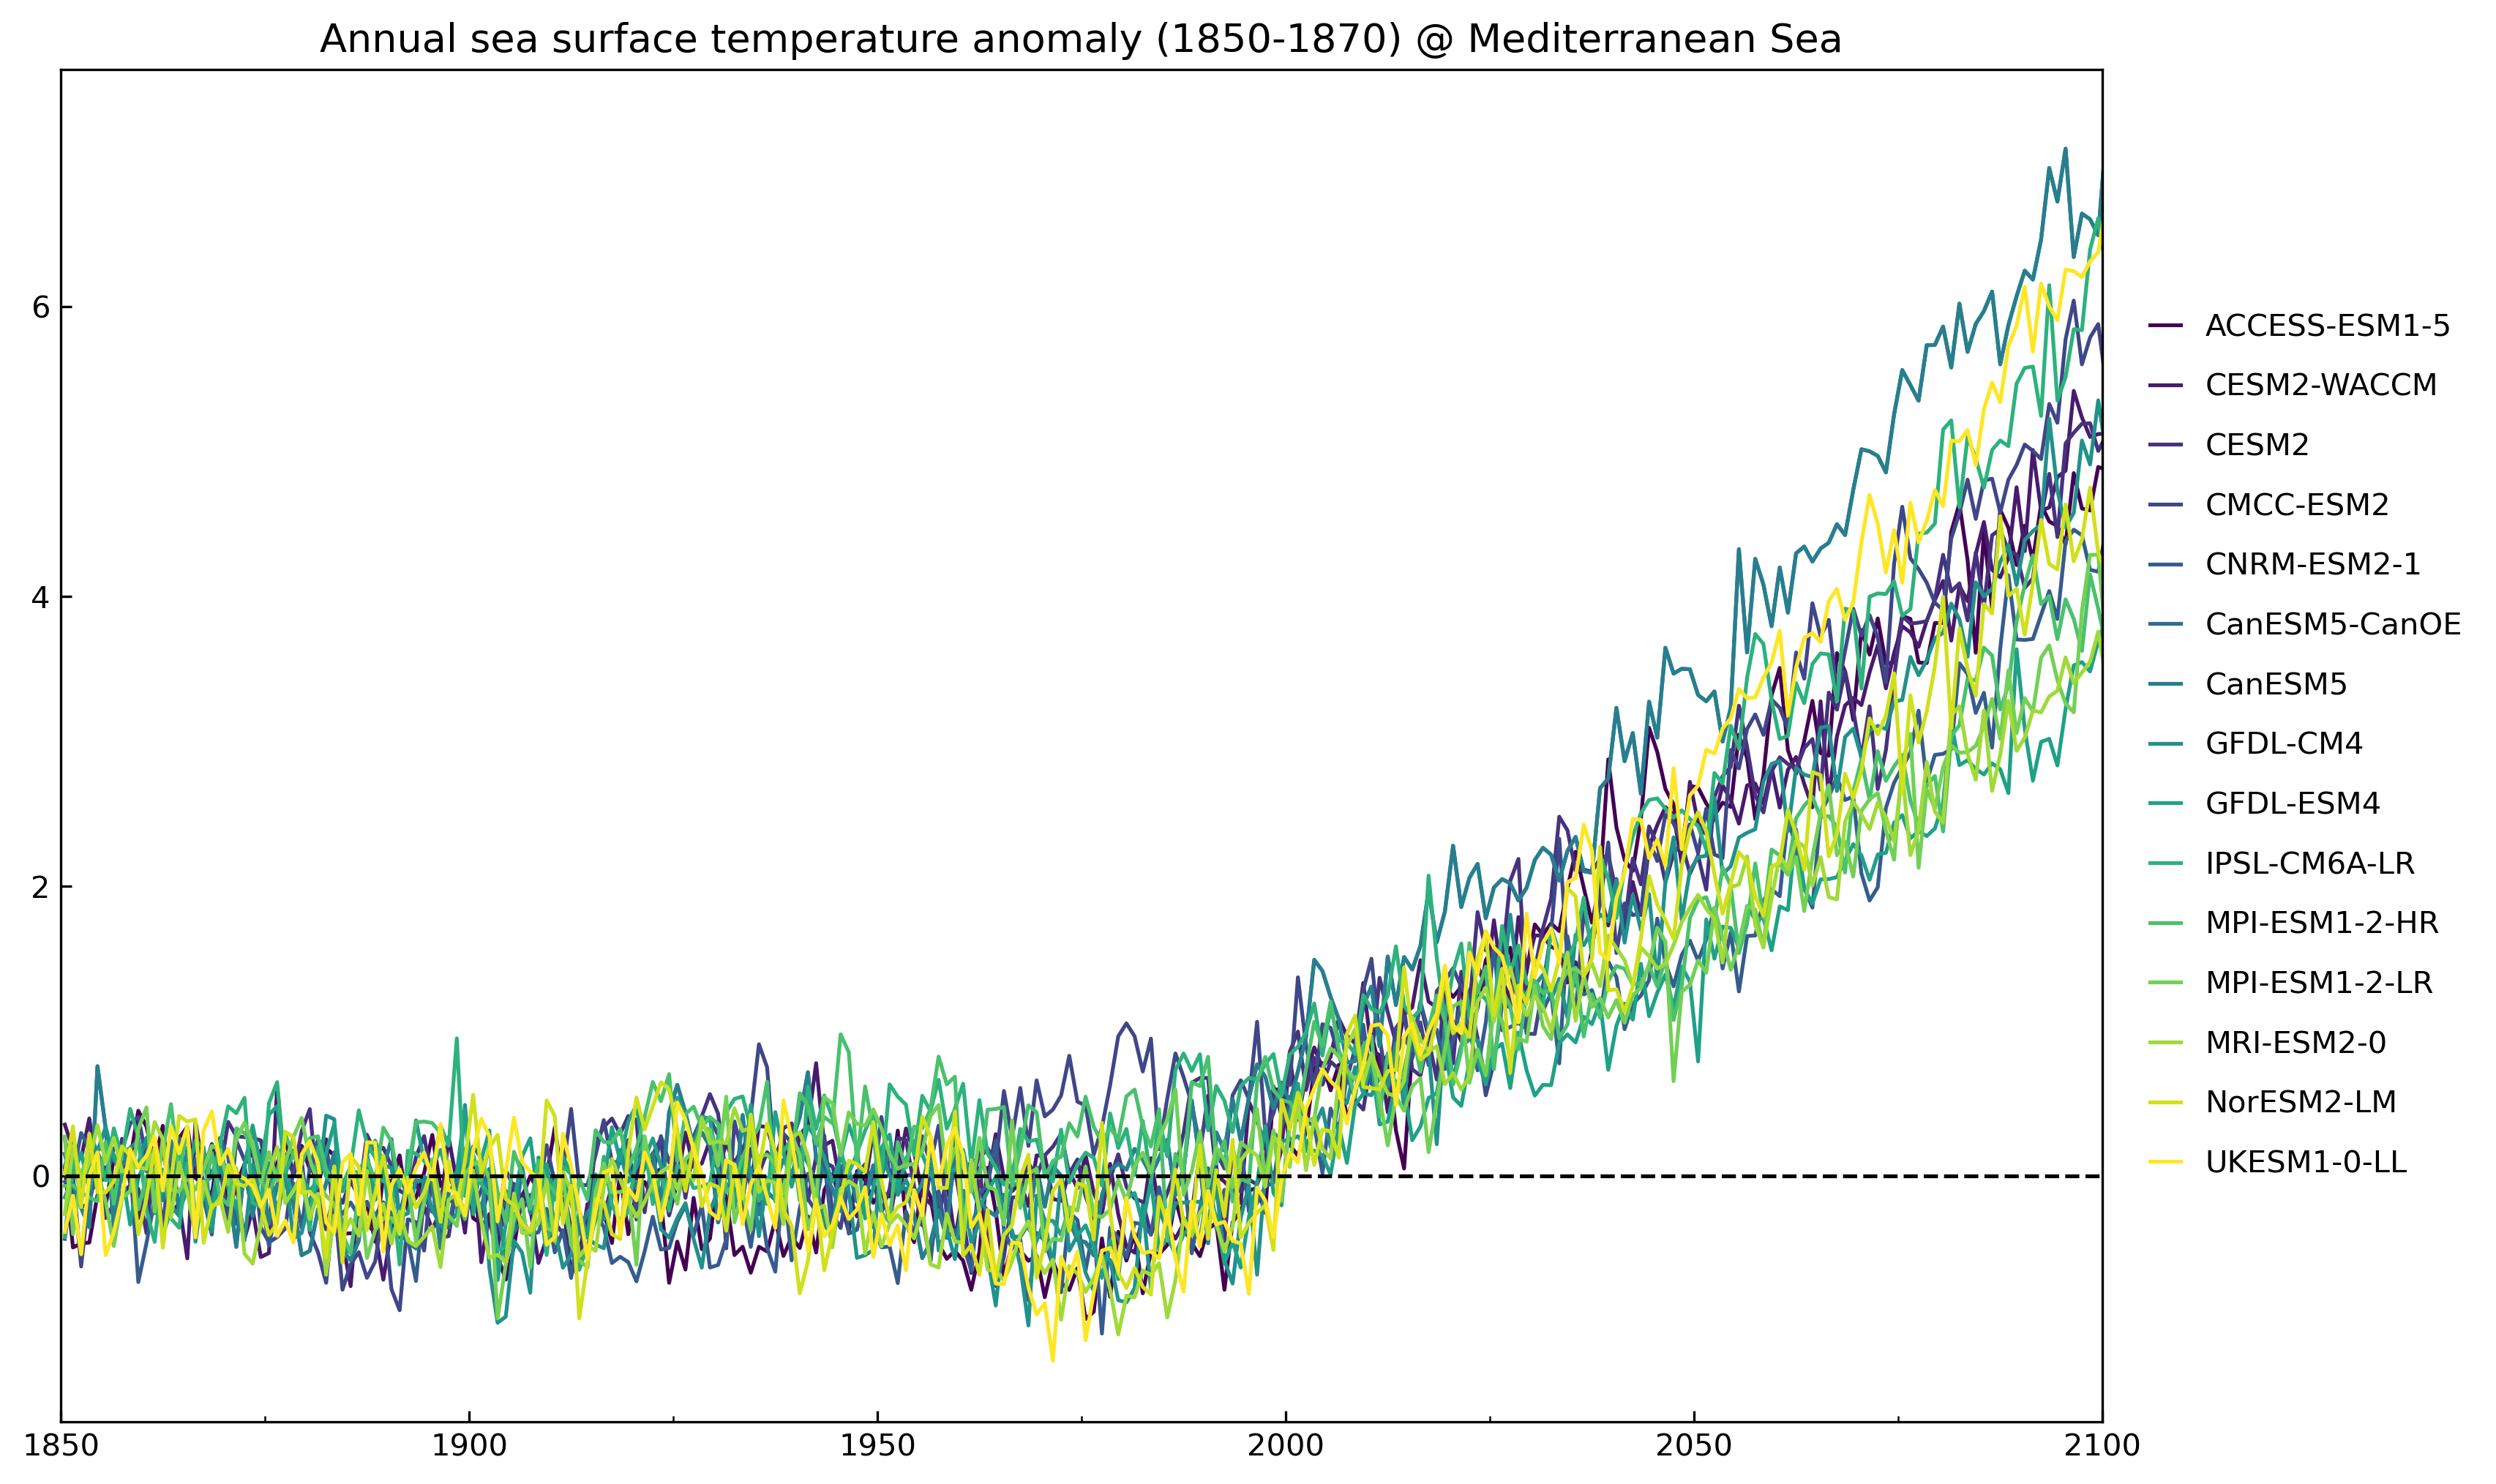 Annual sea surface temperature anomaly (1850-1870) @ Mediterranean Sea
6
4
2
0
1850
1900
1950
2000
2050
2100
ACCESS-ESM1-5
CESM2-WACCM
CESM2
CMCC-ESM2
CNRM-ESM2-1
CanESM5-CanOE
CanESM5
GFDL-CM4
GFDL-ESM4
IPSL-CM6A-LR
MPI-ESM1-2-HR
MPI-ESM1-2-LR
MRI-ESM2-0
NorESM2-LM
UKESM1-0-LL